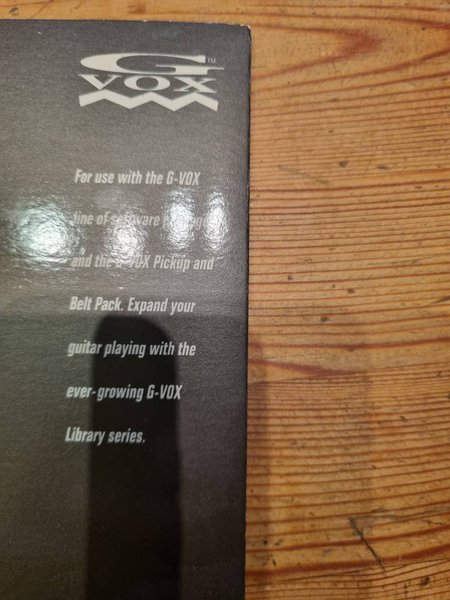 G
VOX
TM
For use with the G-VOX
line of software
and the G-VOX Pickup and
Belt Pack. Expand your
guitar playing with the
ever-growing G-VOX
Library series.